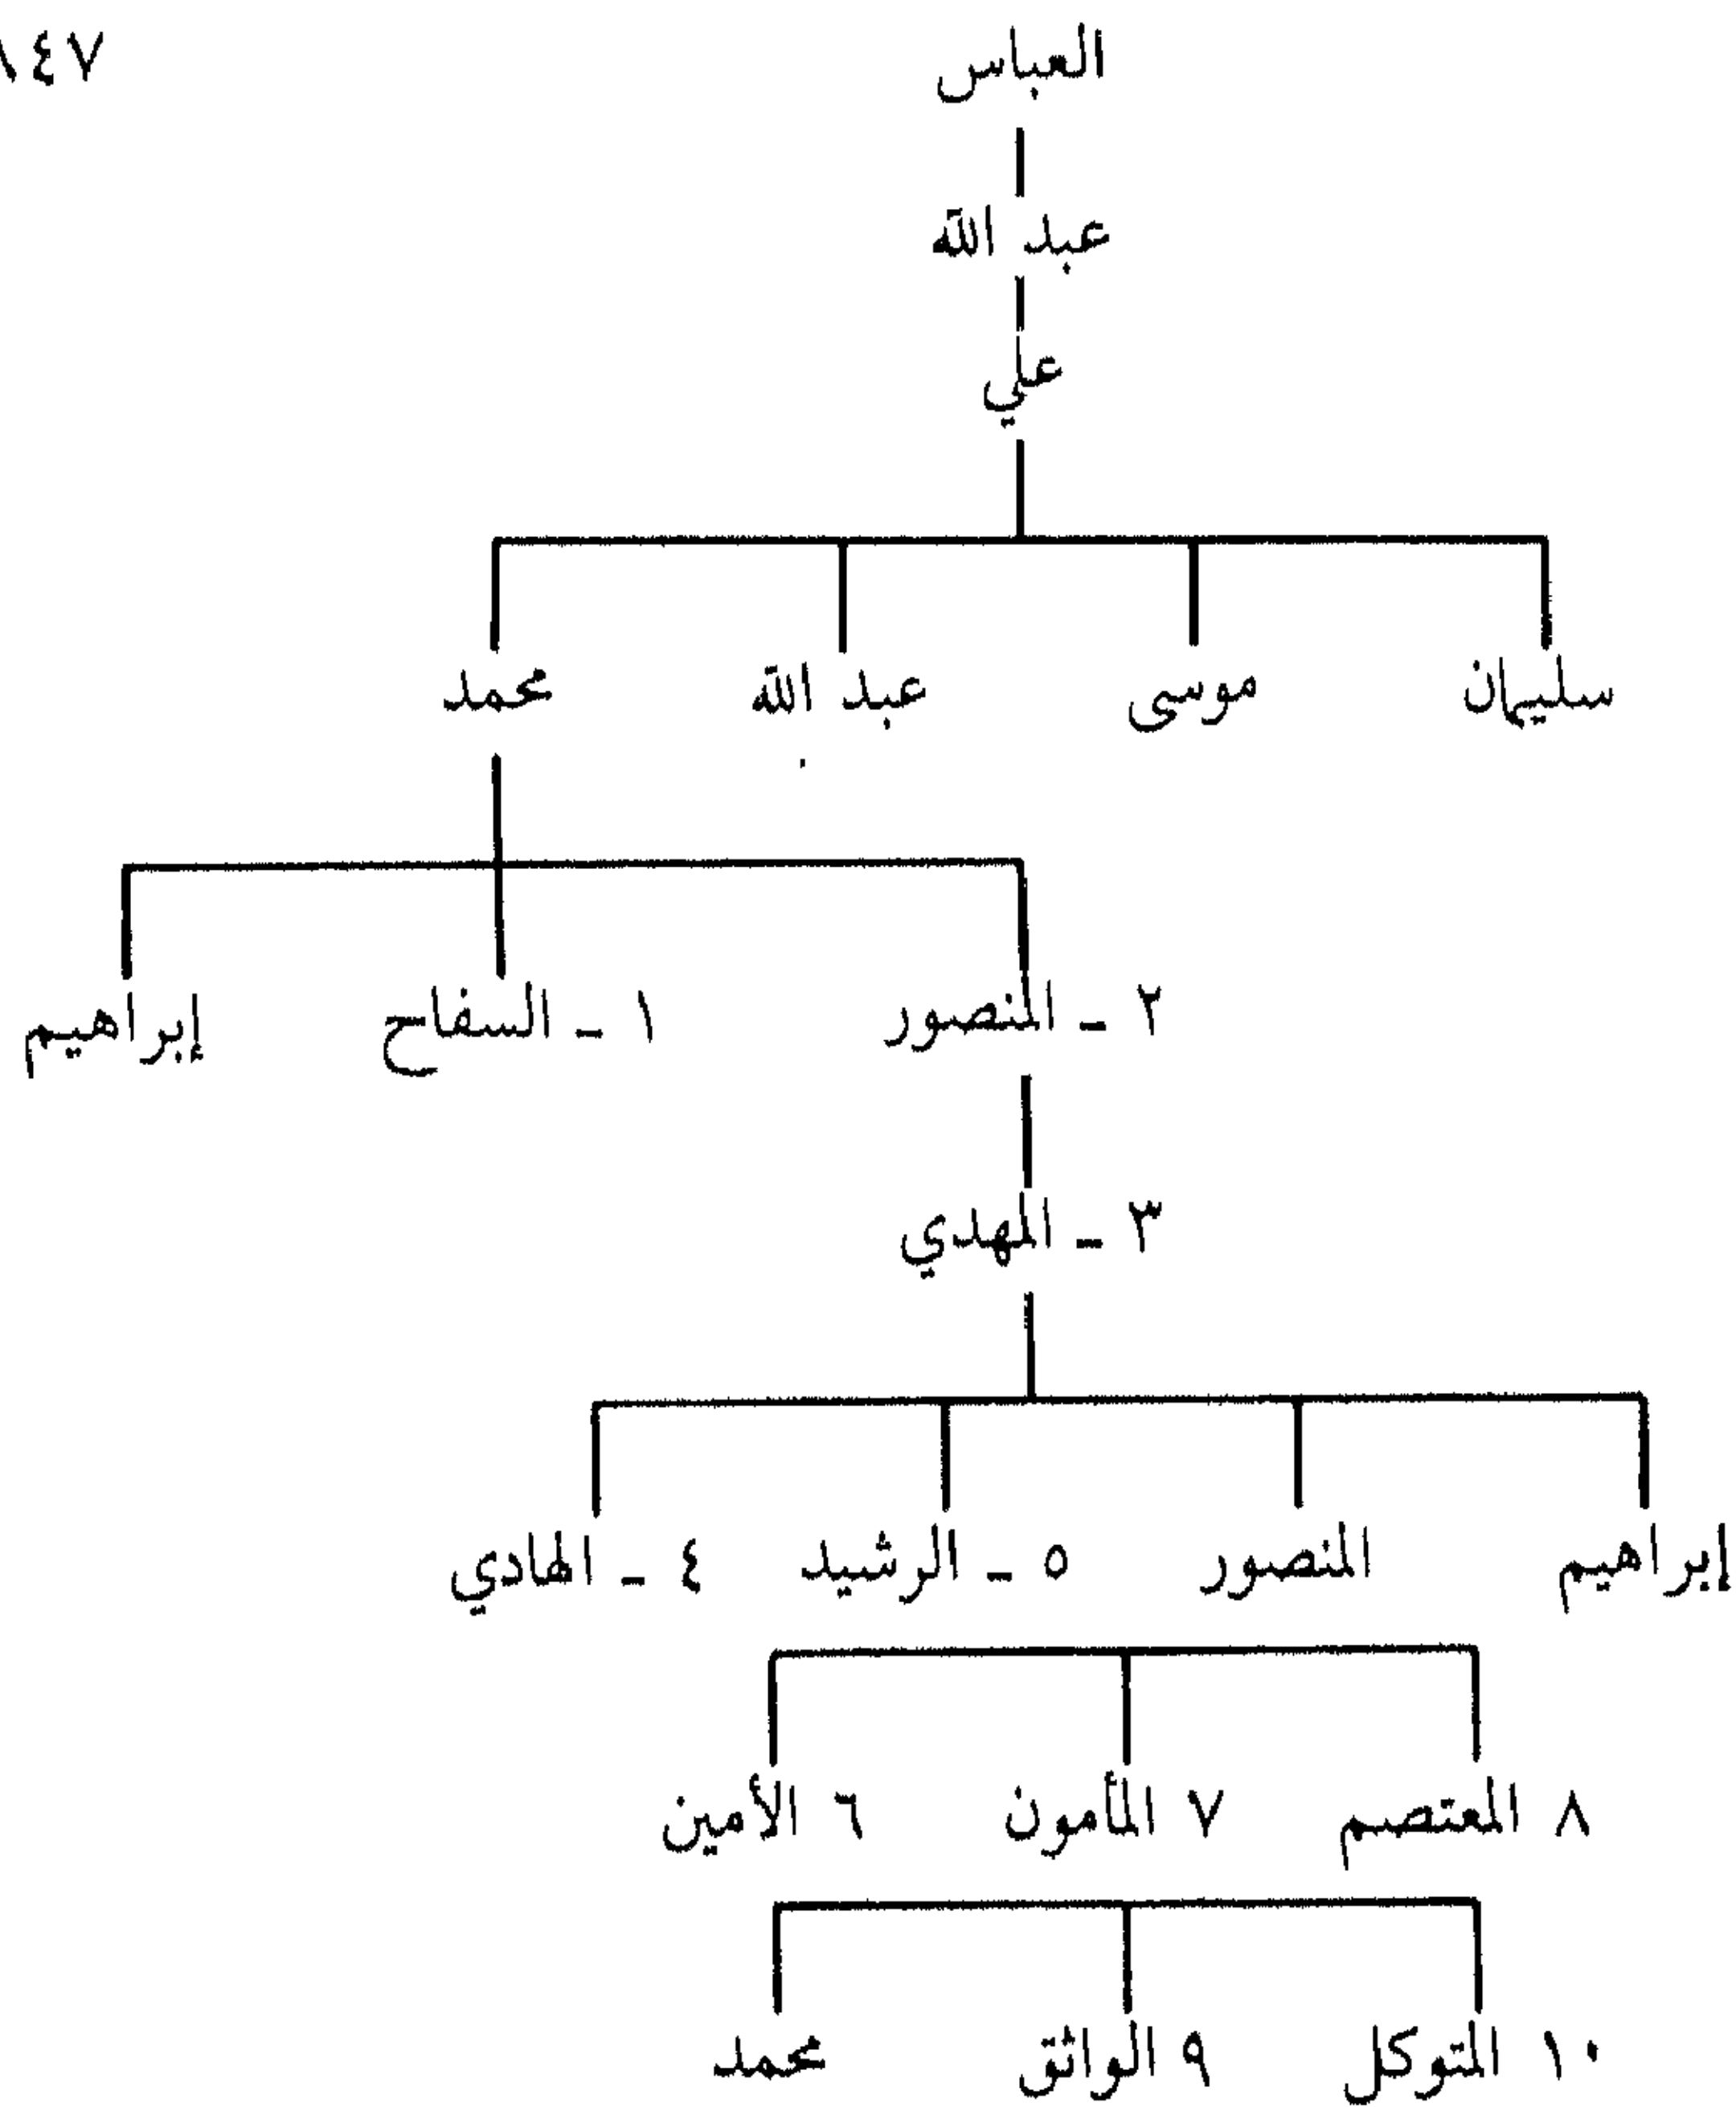 العباس
عبد الله
علي
سليمان موسى عبد الله محمد
٢ - المنصور ١ - السفاح إبراهيم
٣ - المهدي
إبراهيم المنصور ٥ - الرشيد ٤ - الهادي
٨ المعتصم ٧ المأمون ٦ الأمين
١٠ المتوكل ٩ الواثق محمد